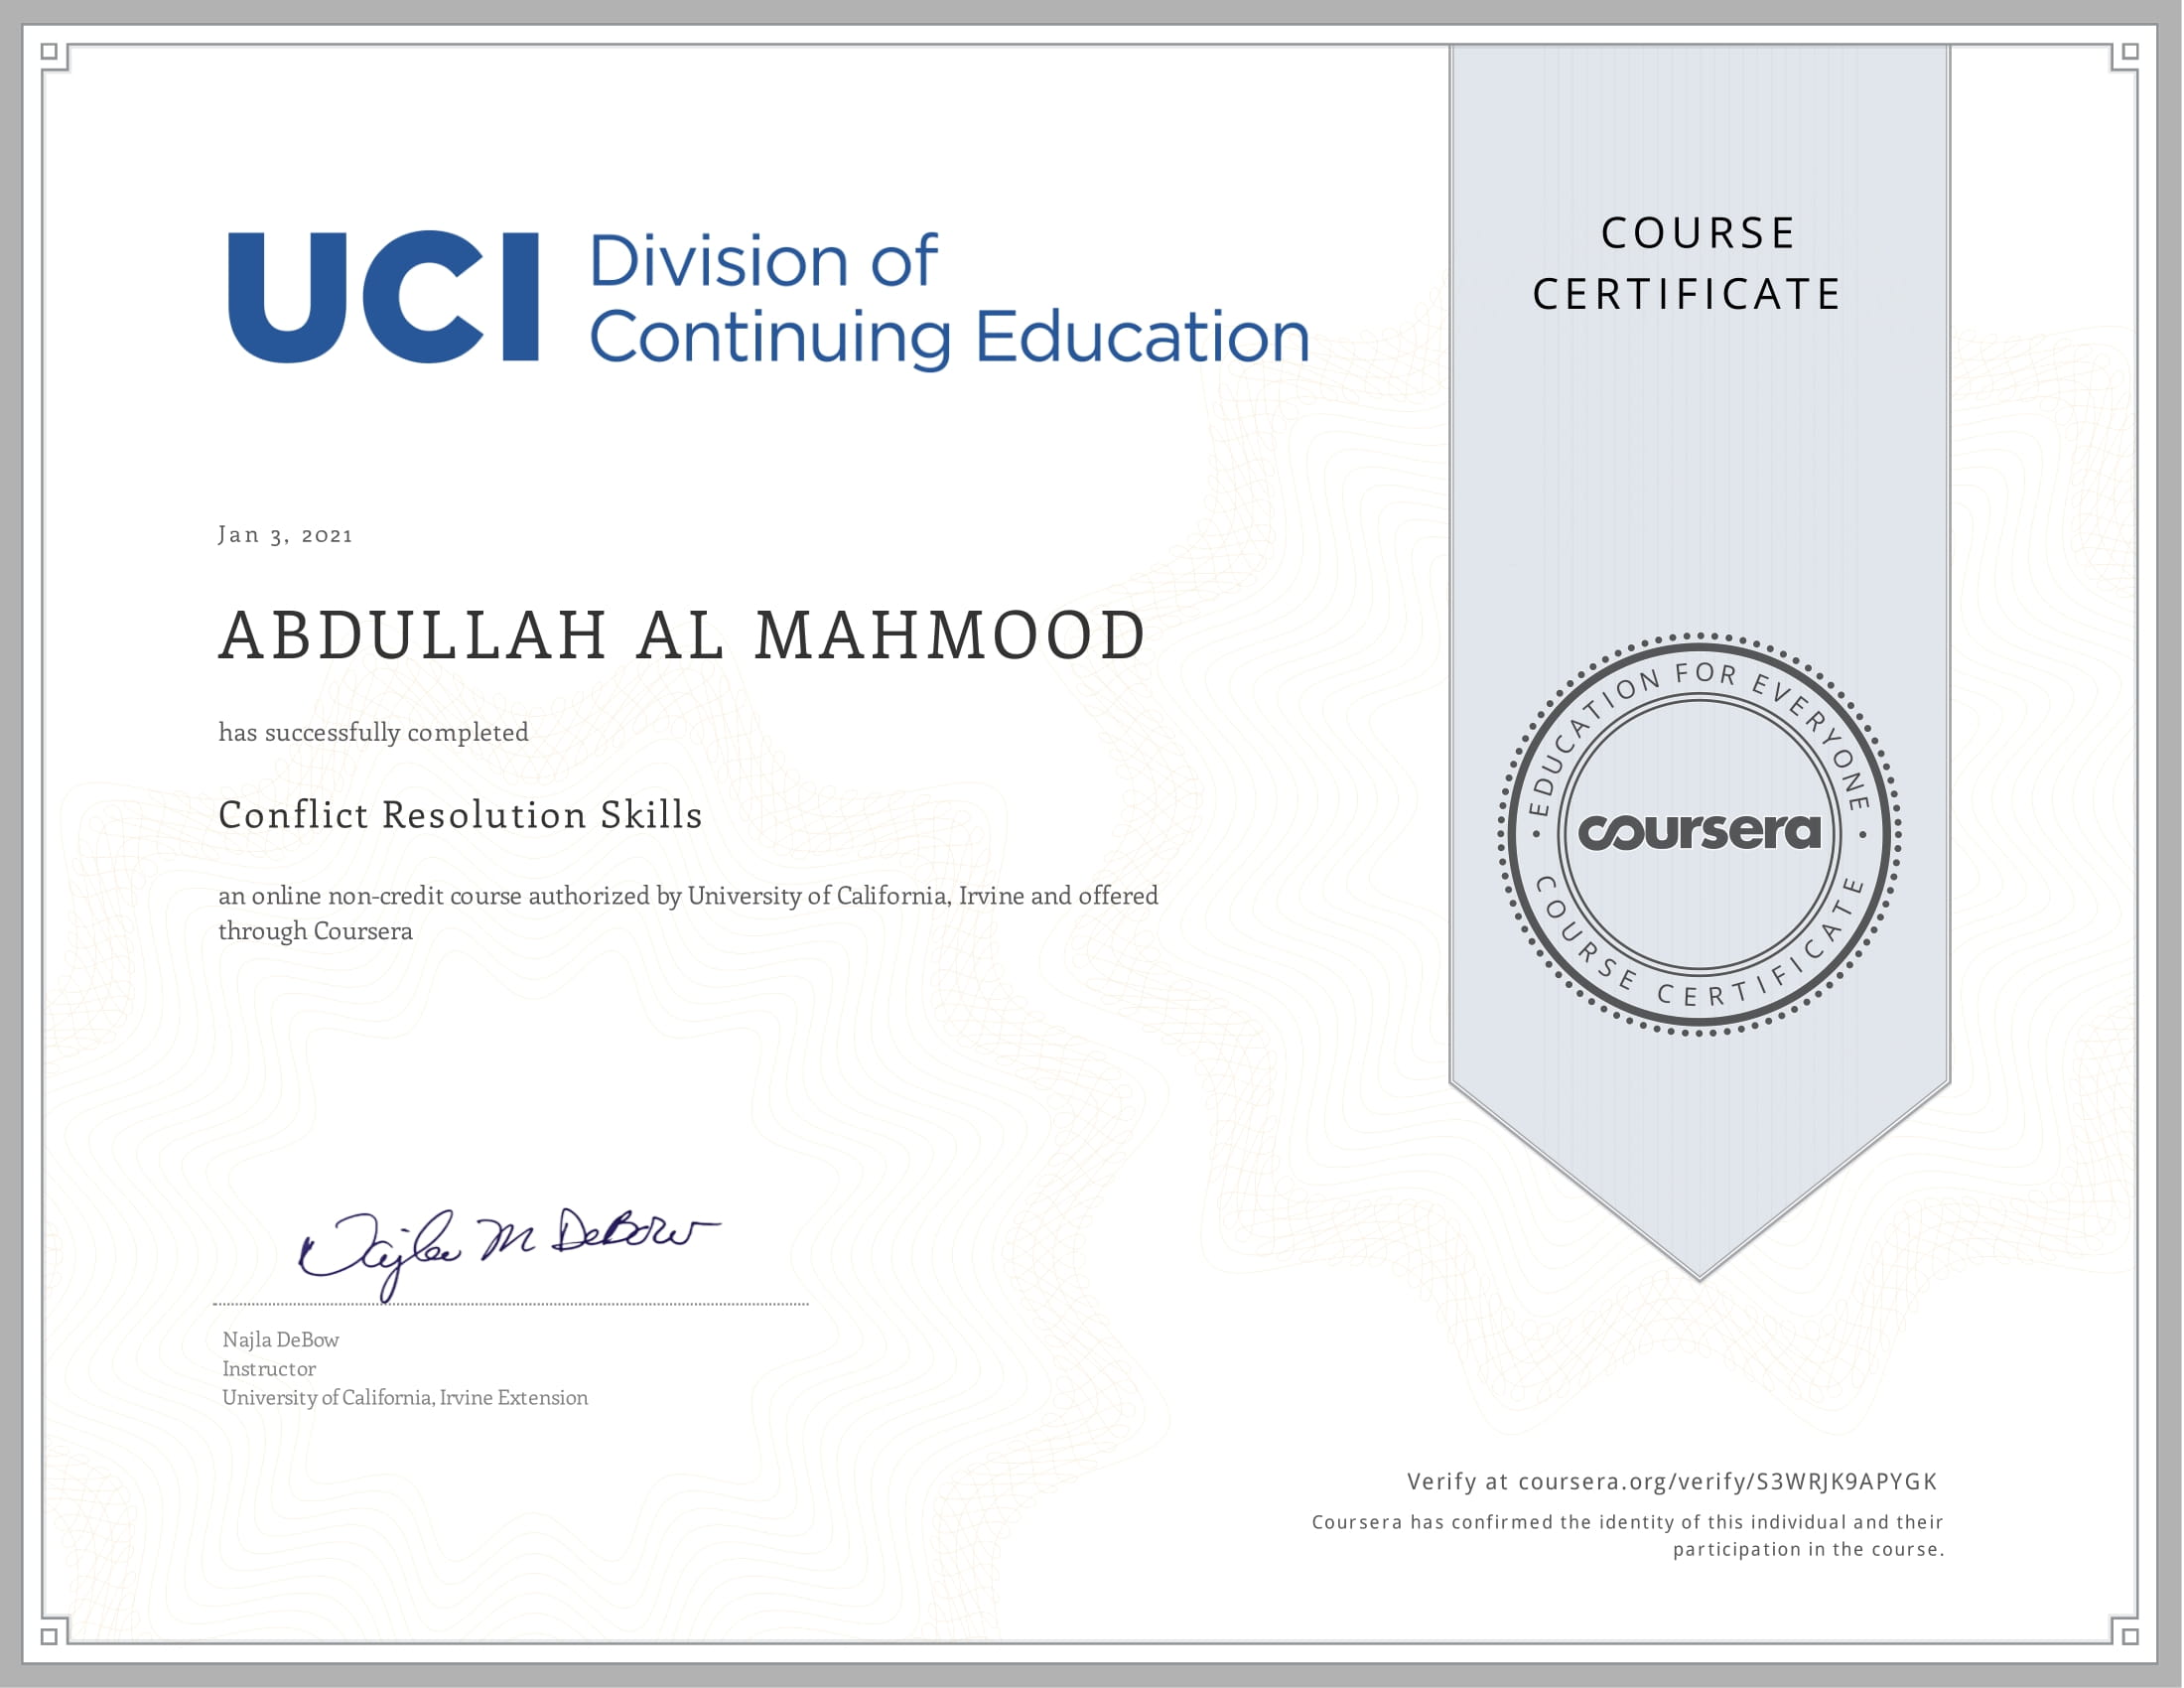 UCI Division of
Continuing Education
COURSE
CERTIFICATE
Jan 3, 2021
ABDULLAH AL MAHMOOD
has successfully completed
Conflict Resolution Skills
an online non-credit course authorized by University of California, Irvine and offered
through Coursera
EDUCATION FOR EVERYONE
coursera
COURSE CERTIFICATE
Najla M DeBow
Najla DeBow
Instructor
University of California, Irvine Extension
Verify at coursera.org/verify/S3WRJK9APYGK
Coursera has confirmed the identity of this individual and their
participation in the course.